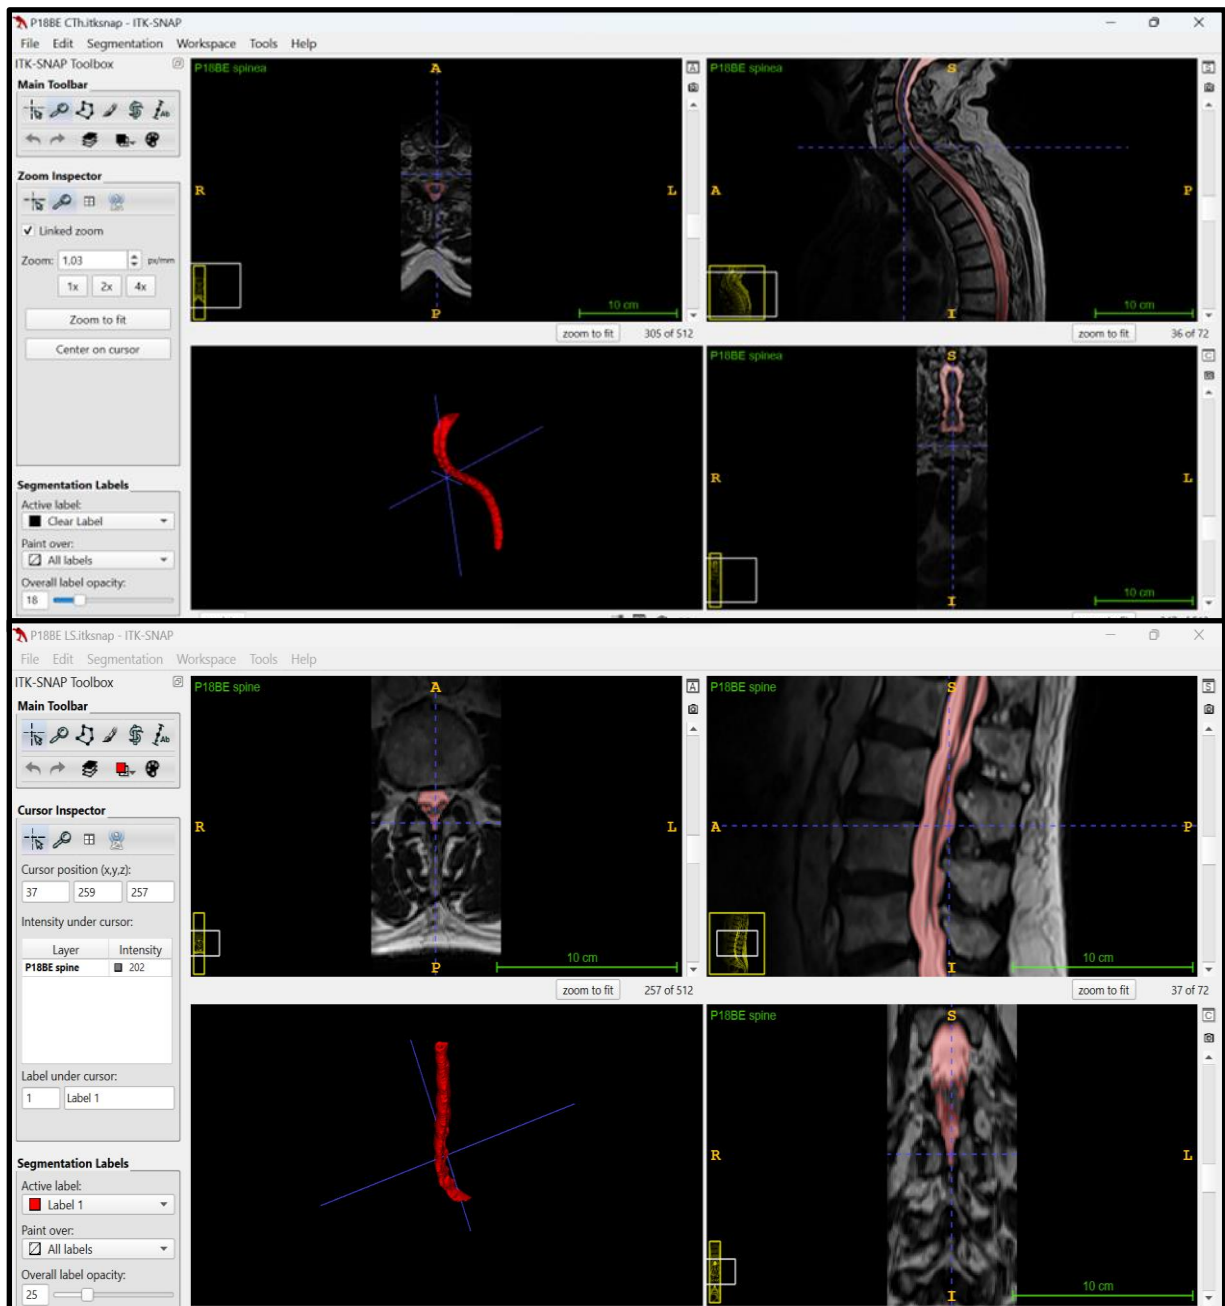 P18BE CTh.itksnap - ITK-SNAP
File Edit Segmentation Workspace Tools Help
ITK-SNAP Toolbox
Main Toolbar
Zoom Inspector
Linked zoom
Zoom: 1.03 px/mm
1x 2x 4x
Zoom to fit
Center on cursor
Segmentation Labels
Active label:
Clear Label
Paint over:
All labels
Overall label opacity:
18
P18BE spinea
A
R
L
P
10 cm
A
zoom to fit 305 of 512
P18BE spinea
S
A
P
I
10 cm
S
zoom to fit 36 of 72
P18BE spinea
S
R
L
I
10 cm
C
P18BE LS.itksnap - ITK-SNAP
File Edit Segmentation Workspace Tools Help
ITK-SNAP Toolbox
Main Toolbar
Cursor Inspector
Cursor position (x,y,z):
37 259 257
Intensity under cursor:
Layer Intensity
P18BE spine 202
Label under cursor:
1 Label 1
Segmentation Labels
Active label:
Label 1
Paint over:
All labels
Overall label opacity:
25
P18BE spine
A
R
L
P
10 cm
A
zoom to fit 257 of 512
P18BE spine
S
A
P
I
10 cm
S
zoom to fit 37 of 72
P18BE spine
S
R
L
I
10 cm
C